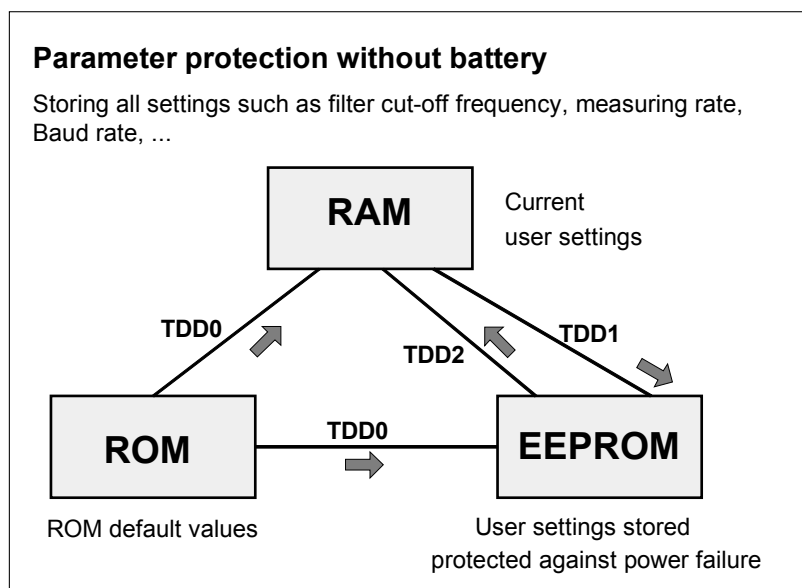 Parameter protection without battery
Storing all settings such as filter cut-off frequency, measuring rate,
Baud rate, ...
RAM
Current
user settings
TDD0
TDD2
TDD1
ROM
TDD0
EEPROM
ROM default values
User settings stored
protected against power failure